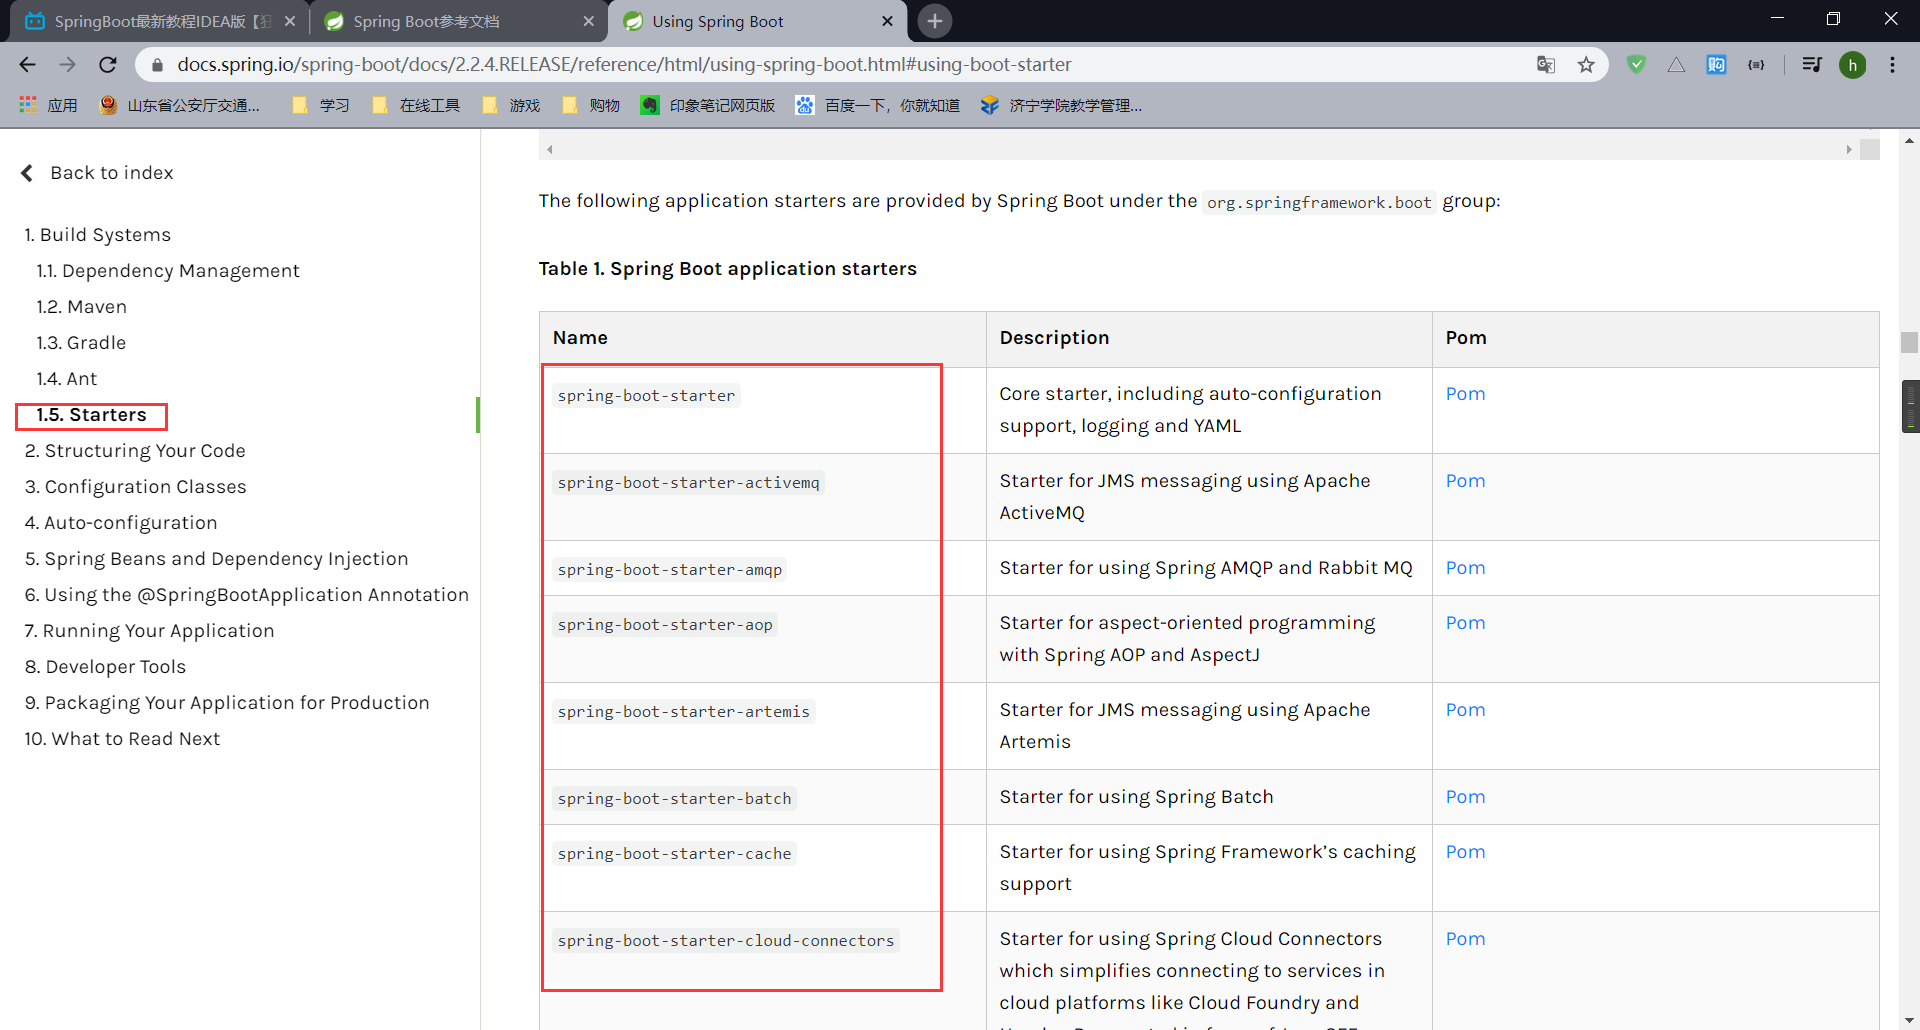 SpringBoot最新教程IDEA版【狂
Spring Boot参考文档
Using Spring Boot
docs.spring.io/spring-boot/docs/2.2.4.RELEASE/reference/html/using-spring-boot.html#using-boot-starter
h
应用
山东省公安厅交通...
学习
在线工具
游戏
购物
印象笔记网页版
百度一下，你就知道
济宁学院教学管理...
Back to index
1. Build Systems
1.1. Dependency Management
1.2. Maven
1.3. Gradle
1.4. Ant
1.5. Starters
2. Structuring Your Code
3. Configuration Classes
4. Auto-configuration
5. Spring Beans and Dependency Injection
6. Using the @SpringBootApplication Annotation
7. Running Your Application
8. Developer Tools
9. Packaging Your Application for Production
10. What to Read Next
The following application starters are provided by Spring Boot under the org.springframework.boot group:
Table 1. Spring Boot application starters
Name Description Pom
spring-boot-starter Core starter, including auto-configuration Pom
support, logging and YAML
spring-boot-starter-activemq Starter for JMS messaging using Apache Pom
ActiveMQ
spring-boot-starter-amqp Starter for using Spring AMQP and Rabbit MQ Pom
spring-boot-starter-aop Starter for aspect-oriented programming Pom
with Spring AOP and AspectJ
spring-boot-starter-artemis Starter for JMS messaging using Apache Pom
Artemis
spring-boot-starter-batch Starter for using Spring Batch Pom
spring-boot-starter-cache Starter for using Spring Framework’s caching Pom
support
spring-boot-starter-cloud-connectors Starter for using Spring Cloud Connectors Pom
which simplifies connecting to services in
cloud platforms like Cloud Foundry and